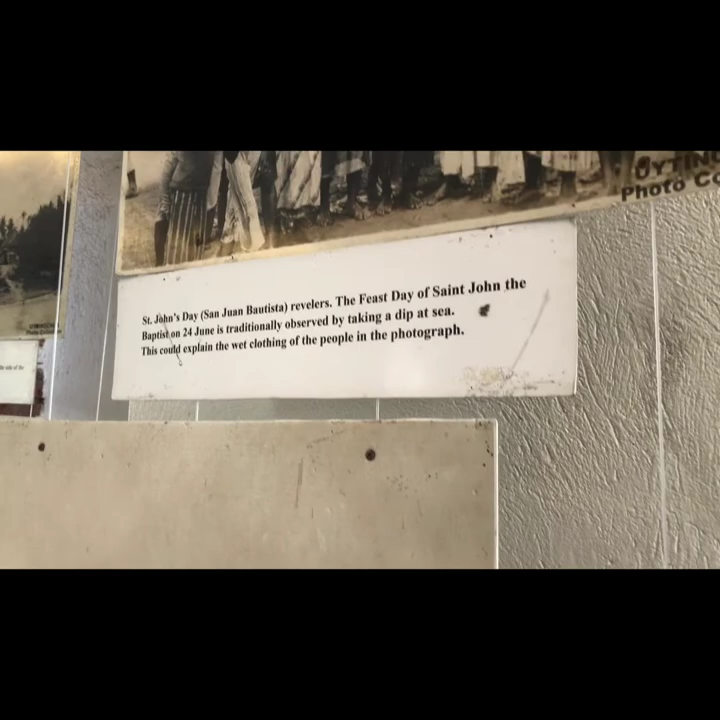 UYTIN
Photo Co
St. John's Day (San Juan Bautista) revelers. The Feast Day of Saint John the
Baptist on 24 June is traditionally observed by taking a dip at sea.
This could explain the wet clothing of the people in the photograph.